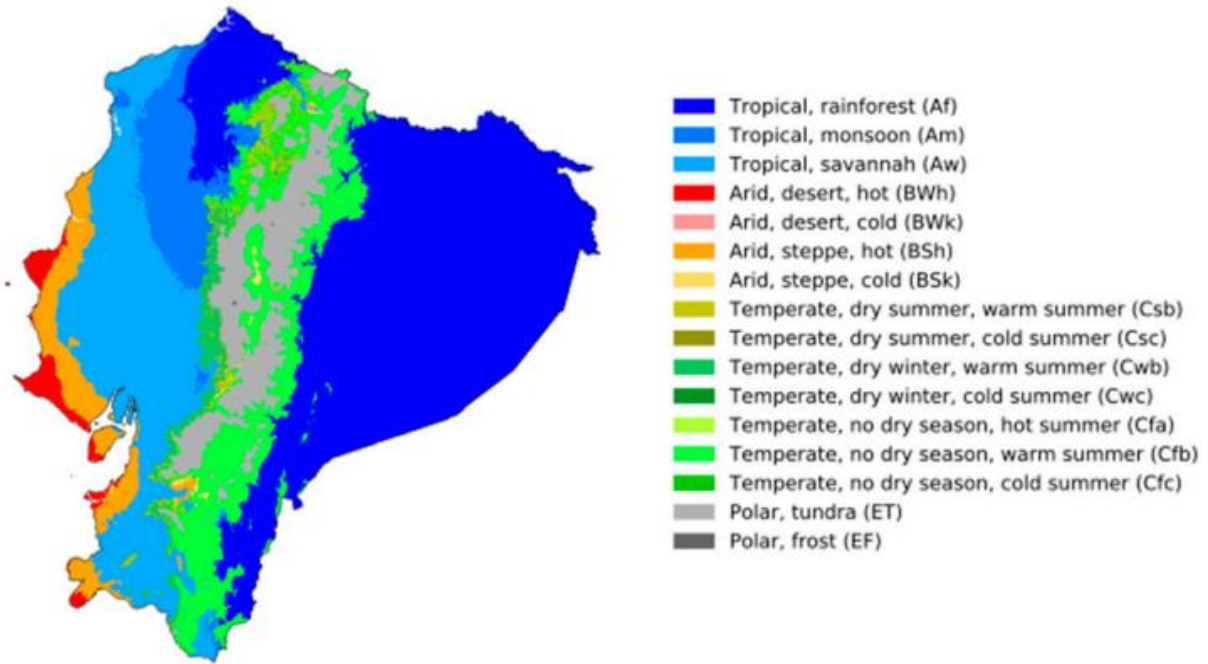 Tropical, rainforest (Af)
Tropical, monsoon (Am)
Tropical, savannah (Aw)
Arid, desert, hot (BWh)
Arid, desert, cold (BWk)
Arid, steppe, hot (BSh)
Arid, steppe, cold (BSk)
Temperate, dry summer, warm summer (Csb)
Temperate, dry summer, cold summer (Csc)
Temperate, dry winter, warm summer (Cwb)
Temperate, dry winter, cold summer (Cwc)
Temperate, no dry season, hot summer (Cfa)
Temperate, no dry season, warm summer (Cfb)
Temperate, no dry season, cold summer (Cfc)
Polar, tundra (ET)
Polar, frost (EF)